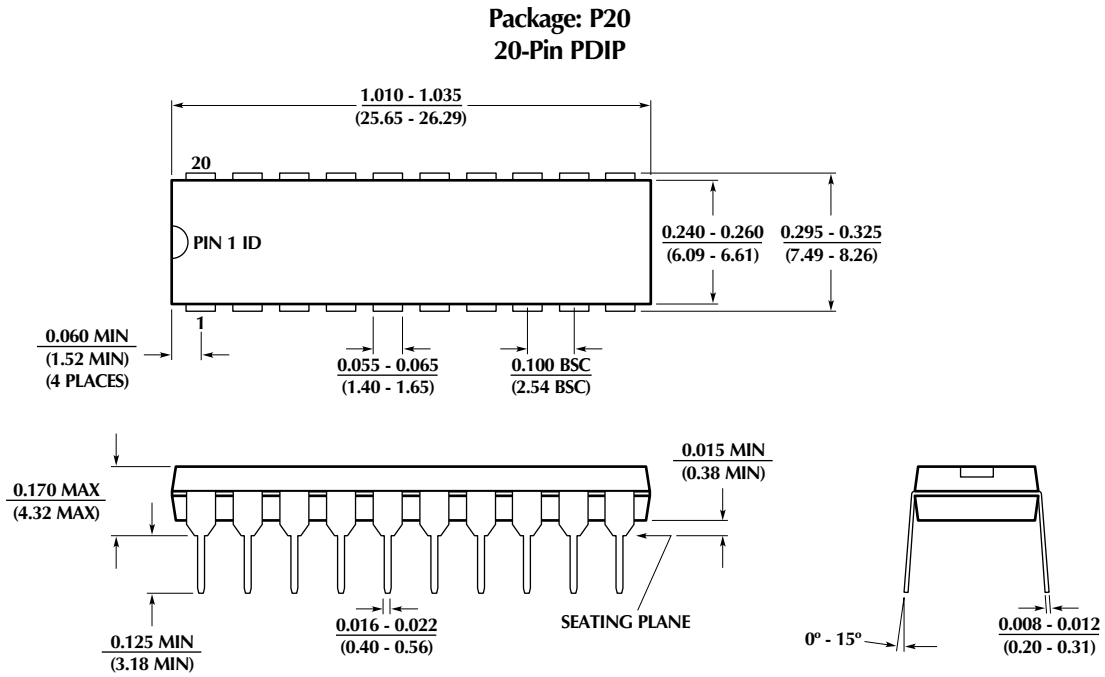 Package: P20
20-Pin PDIP
1.010 - 1.035
(25.65 - 26.29)
20
PIN 1 ID
0.240 - 0.260
(6.09 - 6.61)
0.295 - 0.325
(7.49 - 8.26)
1
0.060 MIN
(1.52 MIN)
(4 PLACES)
0.055 - 0.065
(1.40 - 1.65)
0.100 BSC
(2.54 BSC)
0.015 MIN
(0.38 MIN)
0.170 MAX
(4.32 MAX)
0.125 MIN
(3.18 MIN)
0.016 - 0.022
(0.40 - 0.56)
SEATING PLANE
0º - 15º
0.008 - 0.012
(0.20 - 0.31)